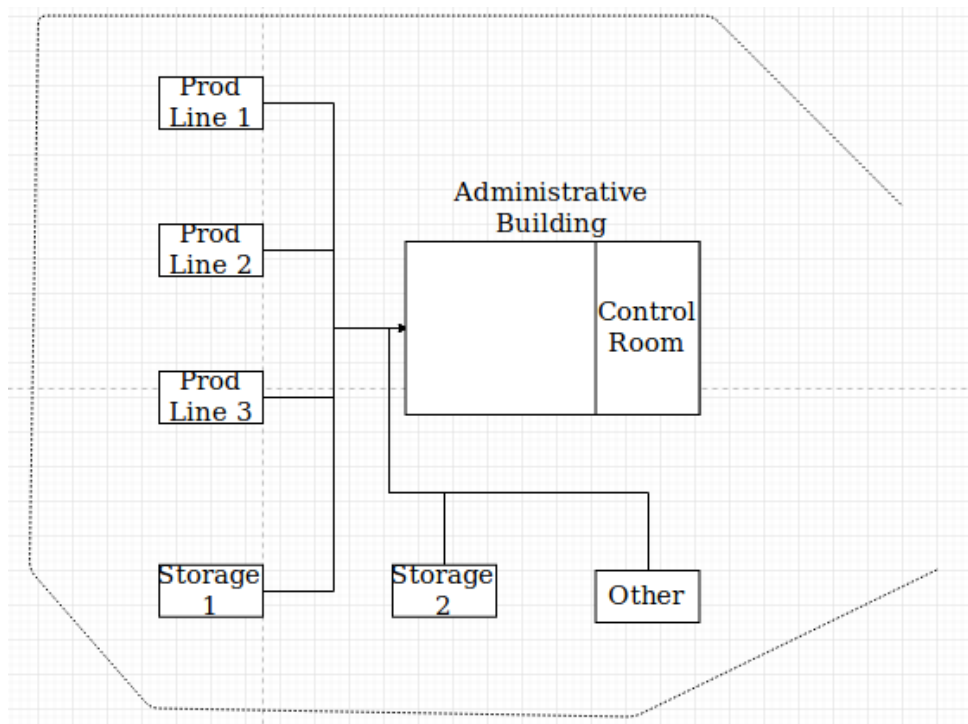 Prod
Line 1
Administrative
Building
Prod
Line 2
Control
Room
Prod
Line 3
Storage
1
Storage
2
Other